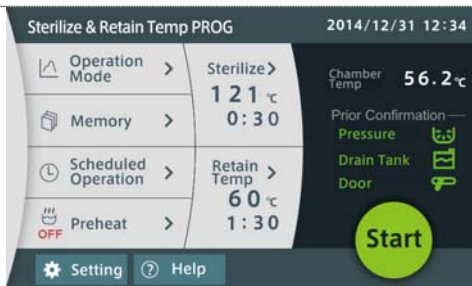 Sterilize & Retain Temp PROG
2014/12/31 12:34
Operation
Mode
Memory
Scheduled
Operation
OFF
Preheat
Sterilize
121℃
0:30
Retain
Temp
60℃
1:30
Chamber
Temp
56.2℃
Prior Confirmation
Pressure
Drain Tank
Door
Start
Setting
? Help